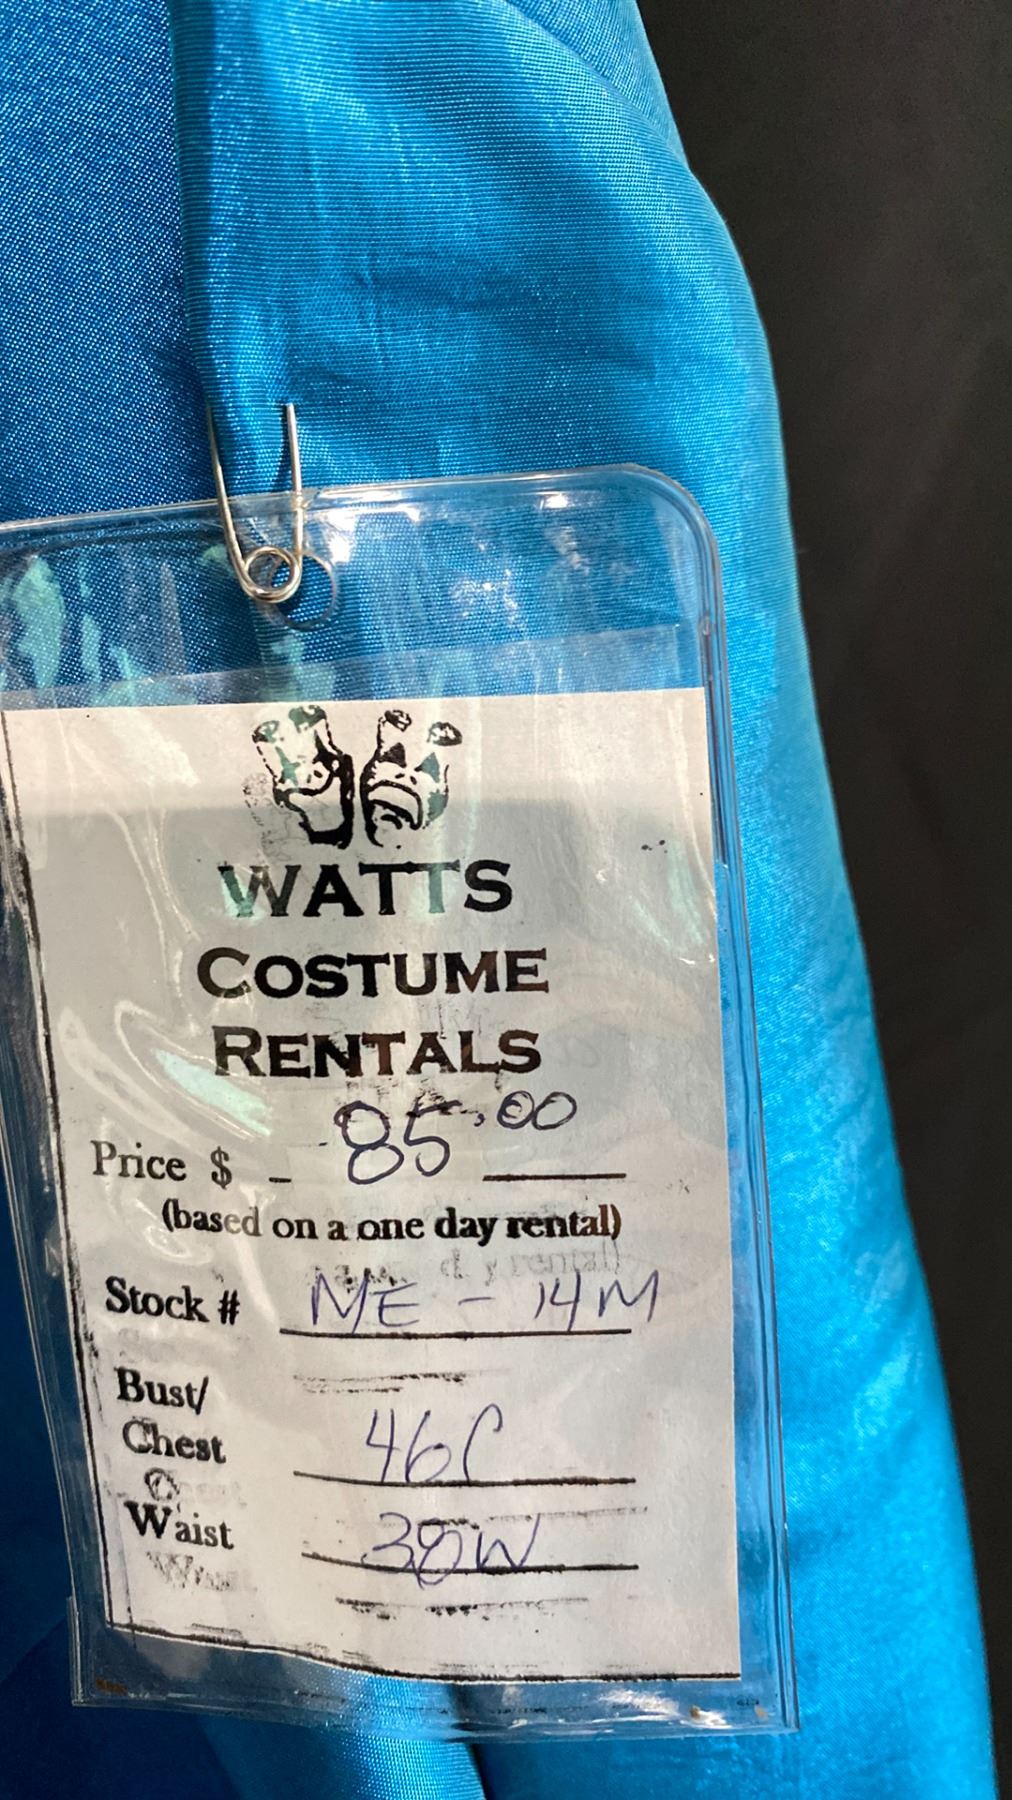 WATTS
COSTUME
RENTALS
Price $ 85.00
(based on a one day rental)
Stock # ME - 14M
Bust/
Chest 46C
Waist 38W